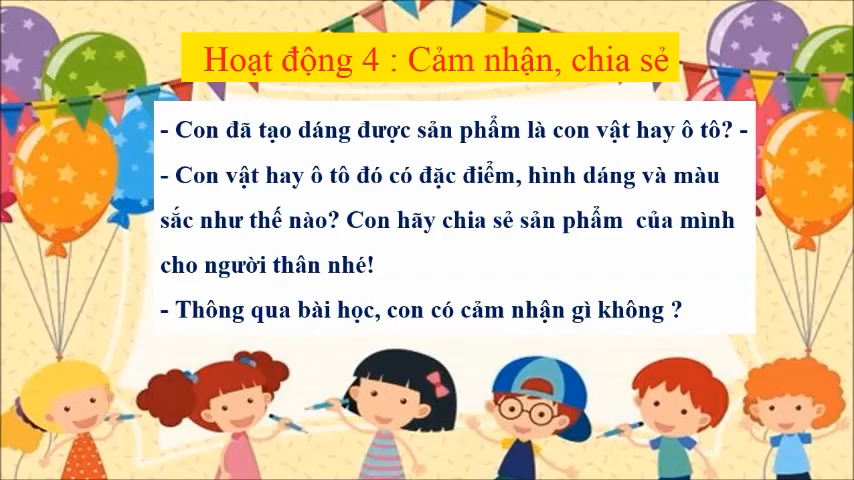 Hoạt động 4 : Cảm nhận, chia sẻ
- Con đã tạo dáng được sản phẩm là con vật hay ô tô? -
- Con vật hay ô tô đó có đặc điểm, hình dáng và màu
sắc như thế nào? Con hãy chia sẻ sản phẩm  của mình
cho người thân nhé!
- Thông qua bài học, con có cảm nhận gì không ?